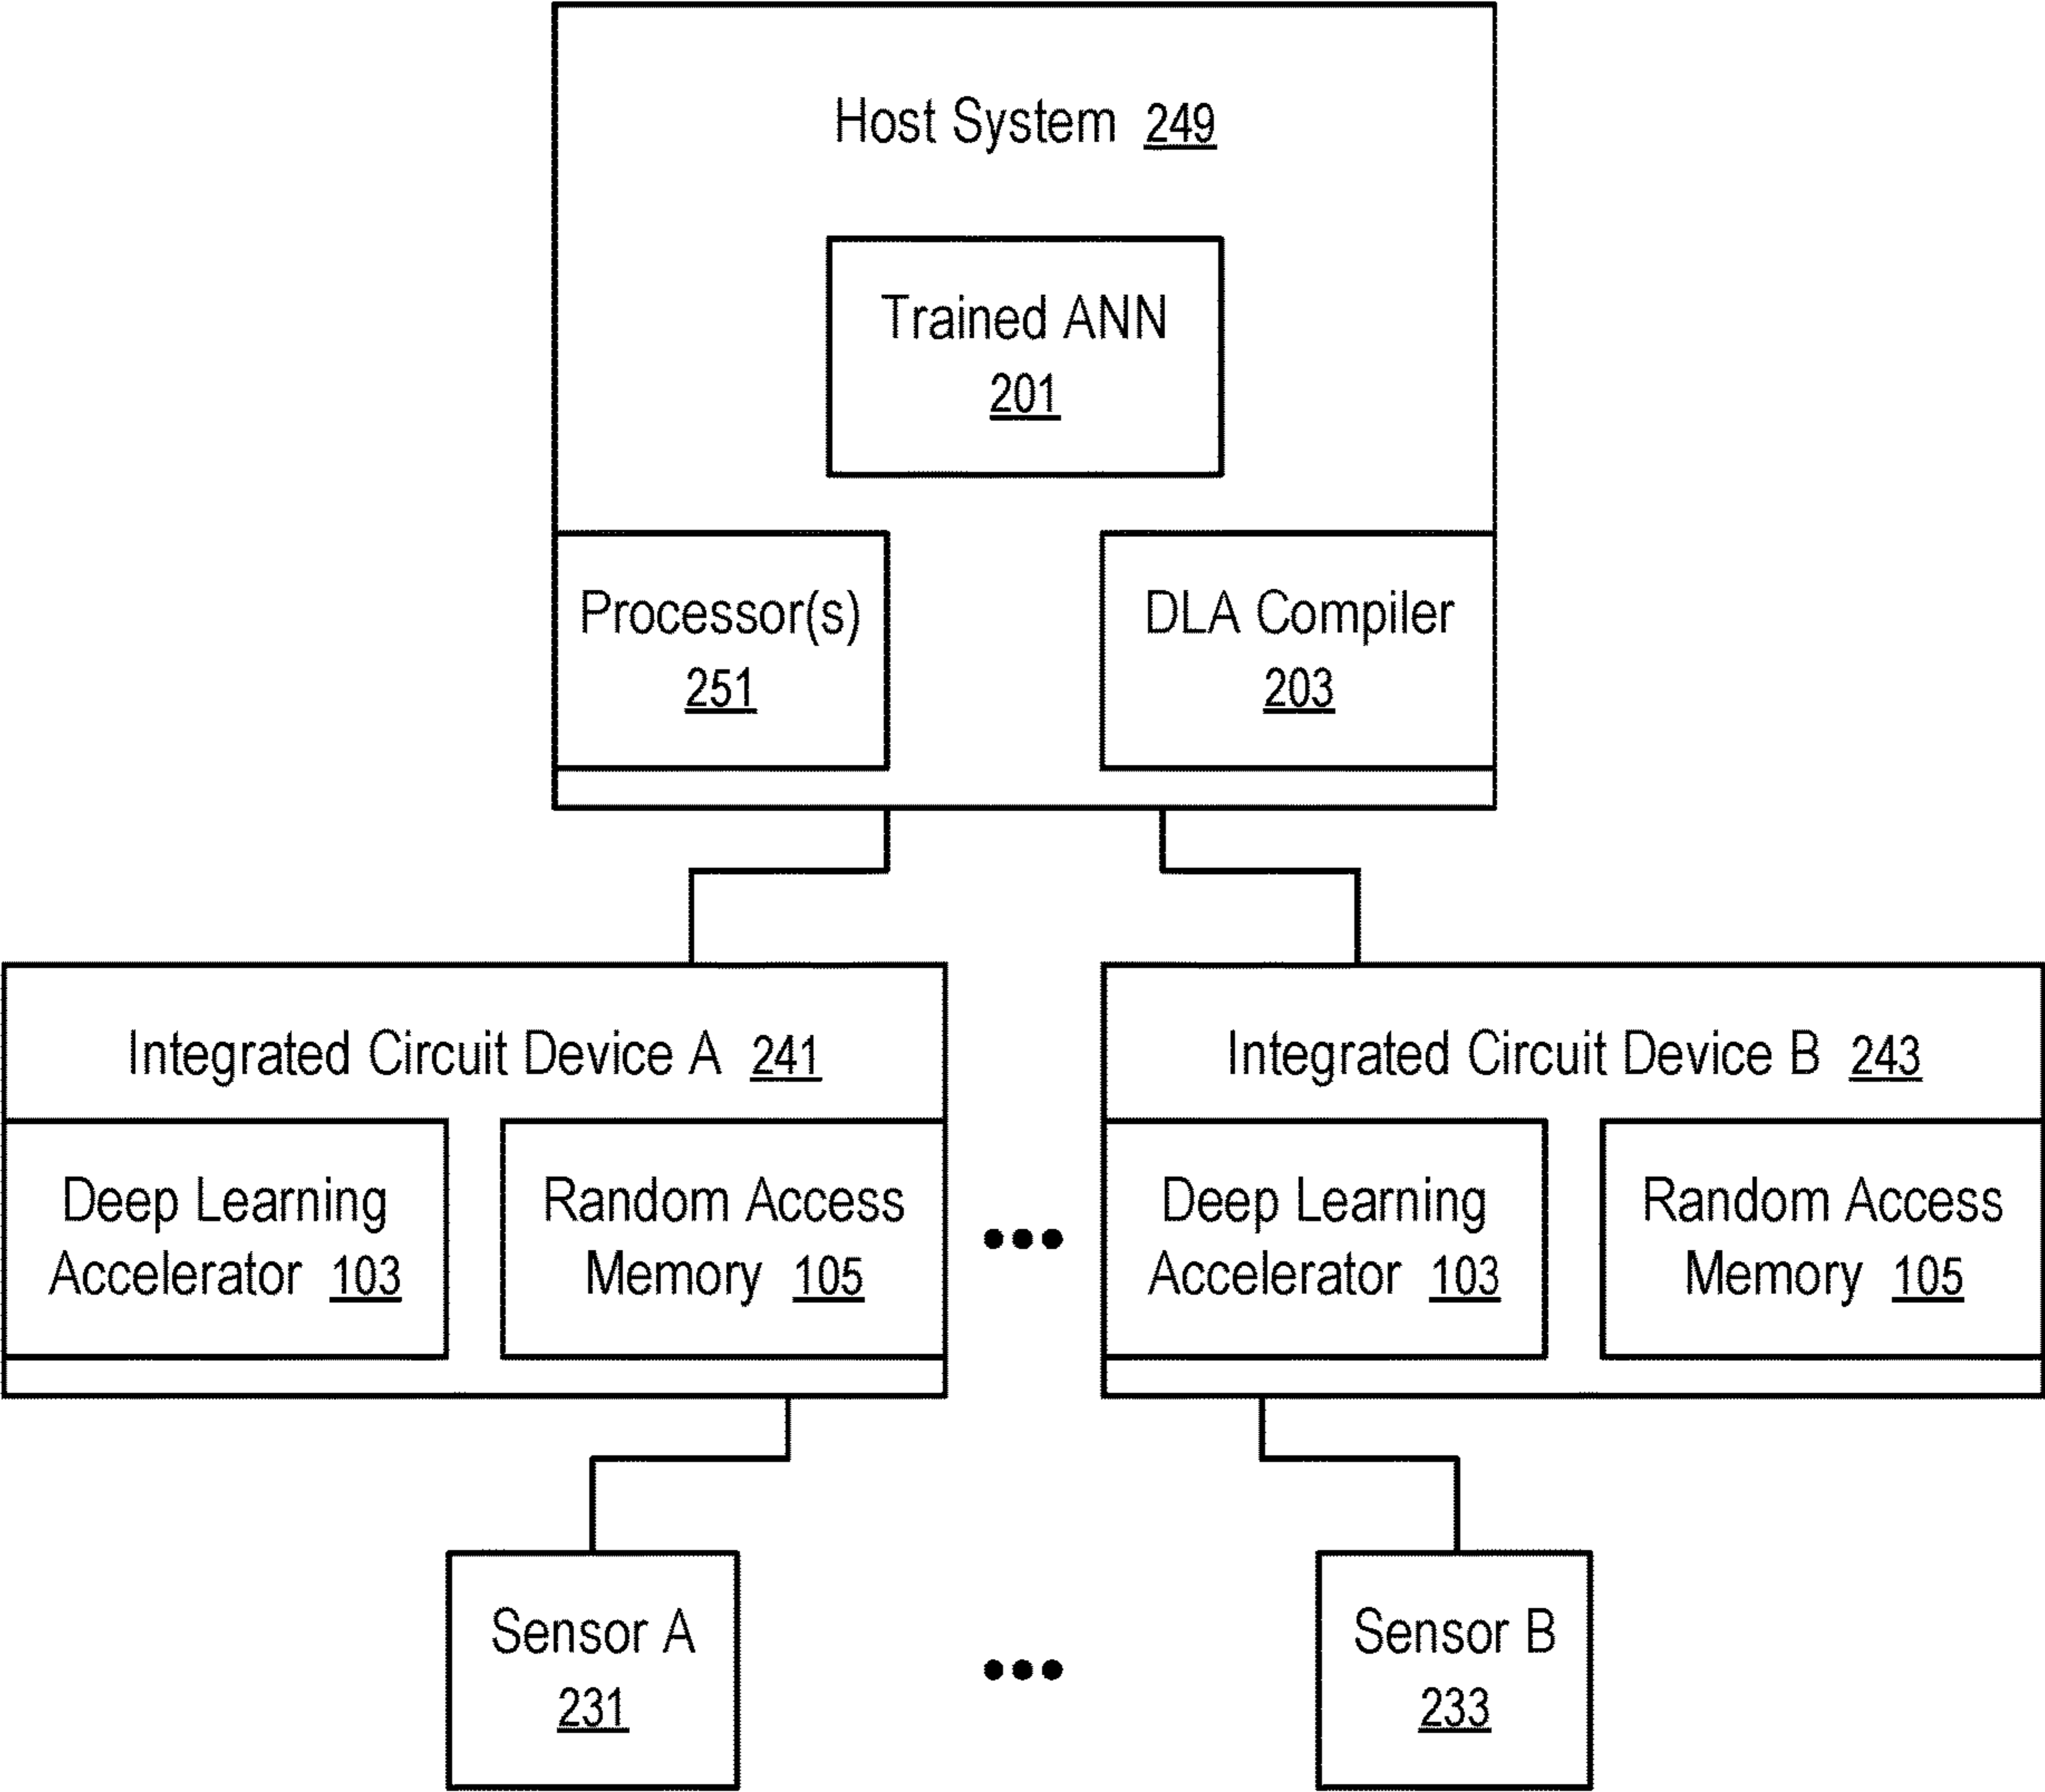 Host System 249
Trained ANN
201
Processor(s)
251
DLA Compiler
203
Integrated Circuit Device A 241
Deep Learning
Accelerator 103
Random Access
Memory 105
Integrated Circuit Device B 243
Deep Learning
Accelerator 103
Random Access
Memory 105
Sensor A
231
Sensor B
233